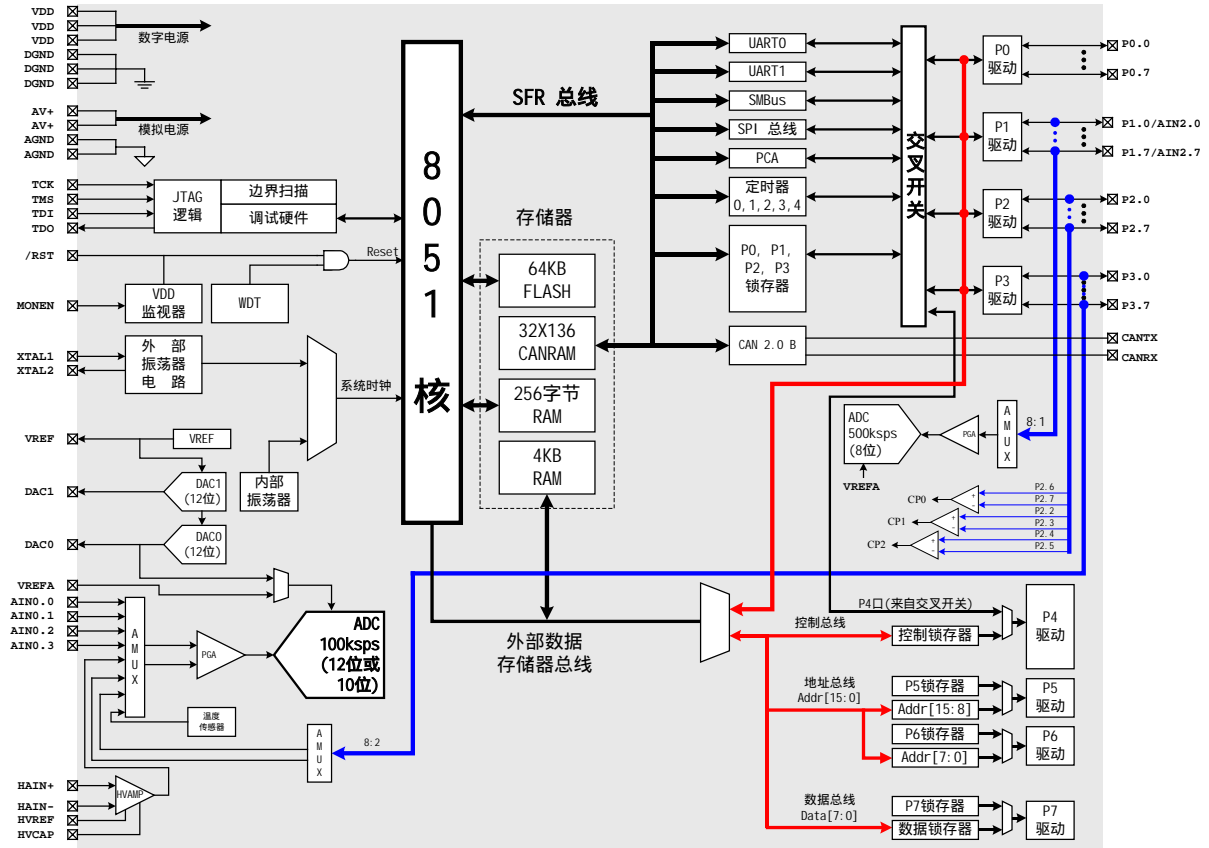 VDD
VDD
VDD
数字电源
DGND
DGND
DGND
AV+
AV+
模拟电源
AGND
AGND
TCK
TMS
TDI
TDO
JTAG
逻辑
边界扫描
调试硬件
/RST
Reset
MONEN
VDD
监视器
WDT
XTAL1
XTAL2
外 部
振荡器
电 路
系统时钟
VREF
VREF
内部
振荡器
DAC1
DAC1
(12位)
DAC0
DAC0
(12位)
VREFA
AIN0.0
AIN0.1
AIN0.2
AIN0.3
A
M
U
X
PGA
ADC
100ksps
(12位或
10位)
温度
传感器
A
M
U
X
8:2
HAIN+
HAIN-
HVREF
HVCAP
HVAMP
8
0
5
1
核
SFR 总线
存储器
64KB
FLASH
32X136
CANRAM
256字节
RAM
4KB
RAM
外部数据
存储器总线
UART0
UART1
SMBus
SPI 总线
PCA
定时器
0,1,2,3,4
P0, P1,
P2, P3
锁存器
CAN 2.0 B
交
叉
开
关
P0
驱动
P0.0
P0.7
P1
驱动
P1.0/AIN2.0
P1.7/AIN2.7
P2
驱动
P2.0
P2.7
P3
驱动
P3.0
P3.7
CANTX
CANRX
ADC
500ksps
(8位)
PGA
A
M
U
X
8:1
VREFA
CP0
+
-
P2.6
P2.7
CP1
+
-
P2.2
P2.3
CP2
+
-
P2.4
P2.5
P4口(来自交叉开关)
控制总线
控制锁存器
P4
驱动
地址总线
Addr[15:0]
P5锁存器
Addr[15:8]
P5
驱动
P6锁存器
Addr[7:0]
P6
驱动
数据总线
Data[7:0]
P7锁存器
数据锁存器
P7
驱动